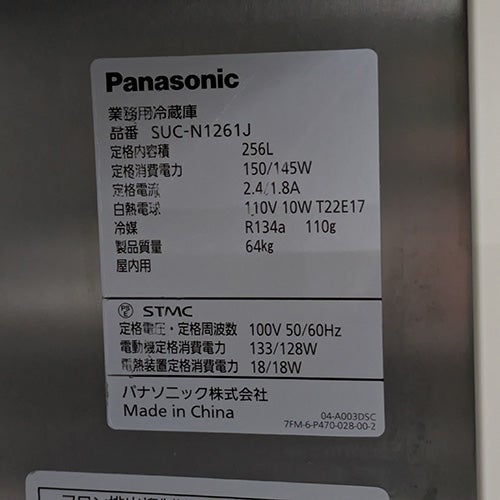 Panasonic
業務用冷蔵庫
品番 SUC-N1261J
定格内容積 256L
定格消費電力 150/145W
定格電流 2.4/1.8A
白熱電球 110V 10W T22E17
冷媒 R134a 110g
製品質量 64kg
屋内用
PS E STMC
定格電圧・定格周波数 100V 50/60Hz
電動機定格消費電力 133/128W
電熱装置定格消費電力 18/18W
パナソニック株式会社
Made in China
04-A003DSC
7FM-6-P470-028-00-2